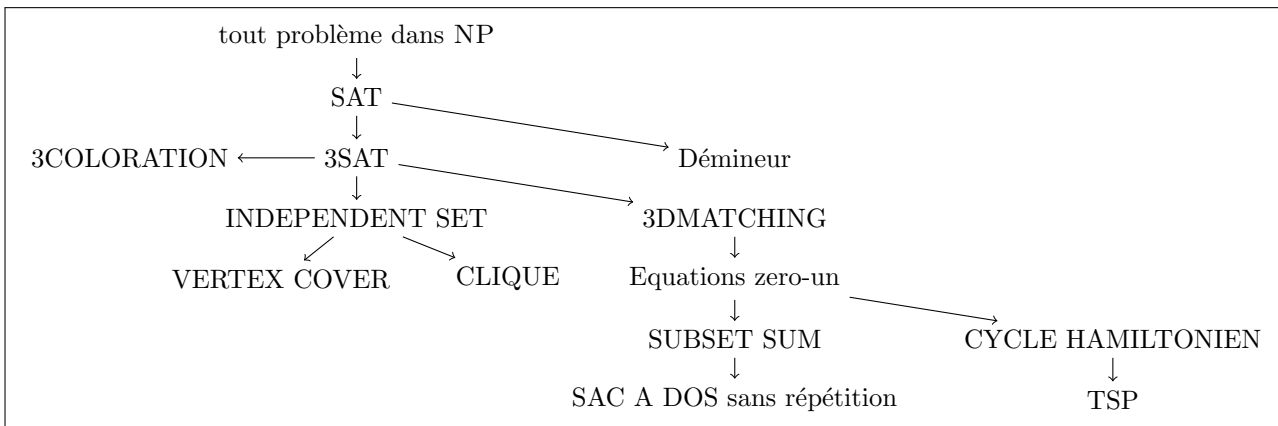 tout problème dans NP
SAT
3COLORATION 3SAT Démineur
INDEPENDENT SET 3DMATCHING
VERTEX COVER CLIQUE Equations zero-un
SUBSET SUM CYCLE HAMILTONIEN
SAC A DOS sans répétition TSP